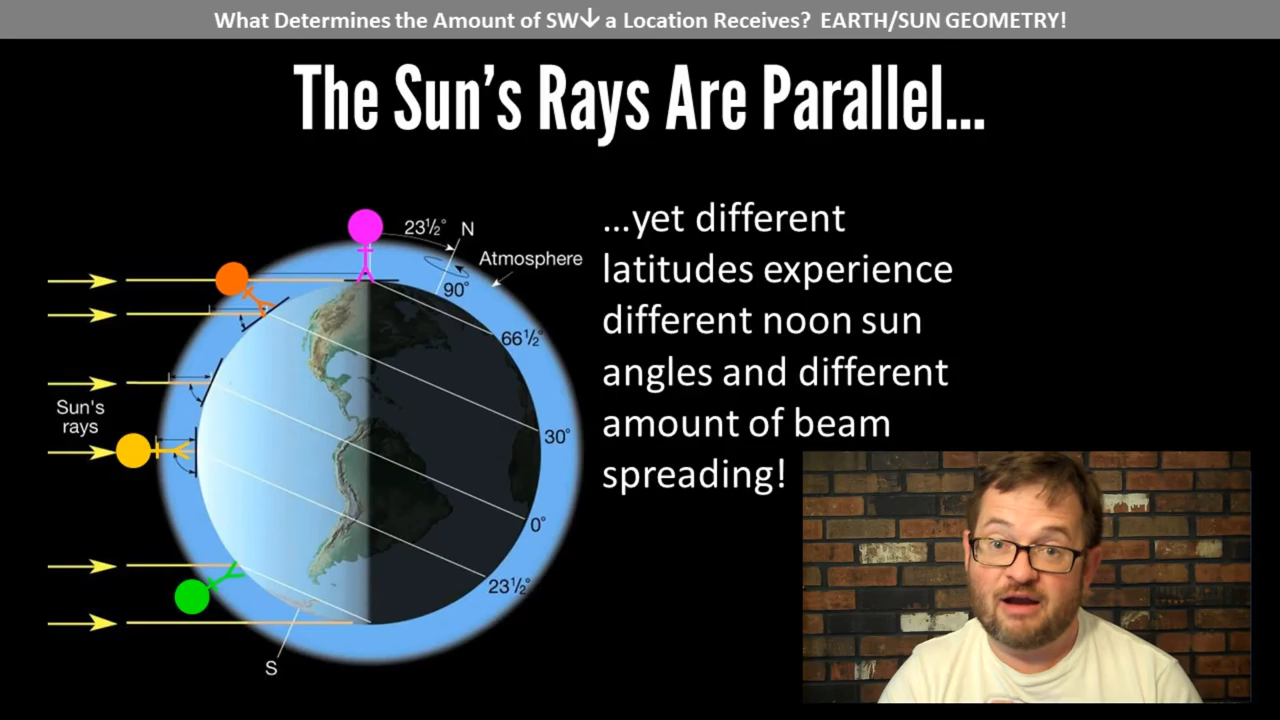 What Determines the Amount of SW↓ a Location Receives? EARTH/SUN GEOMETRY!
The Sun's Rays Are Parallel...
23½°
N
Atmosphere
90°
66½°
Sun's
rays
30°
0°
23½°
S
...yet different
latitudes experience
different noon sun
angles and different
amount of beam
spreading!